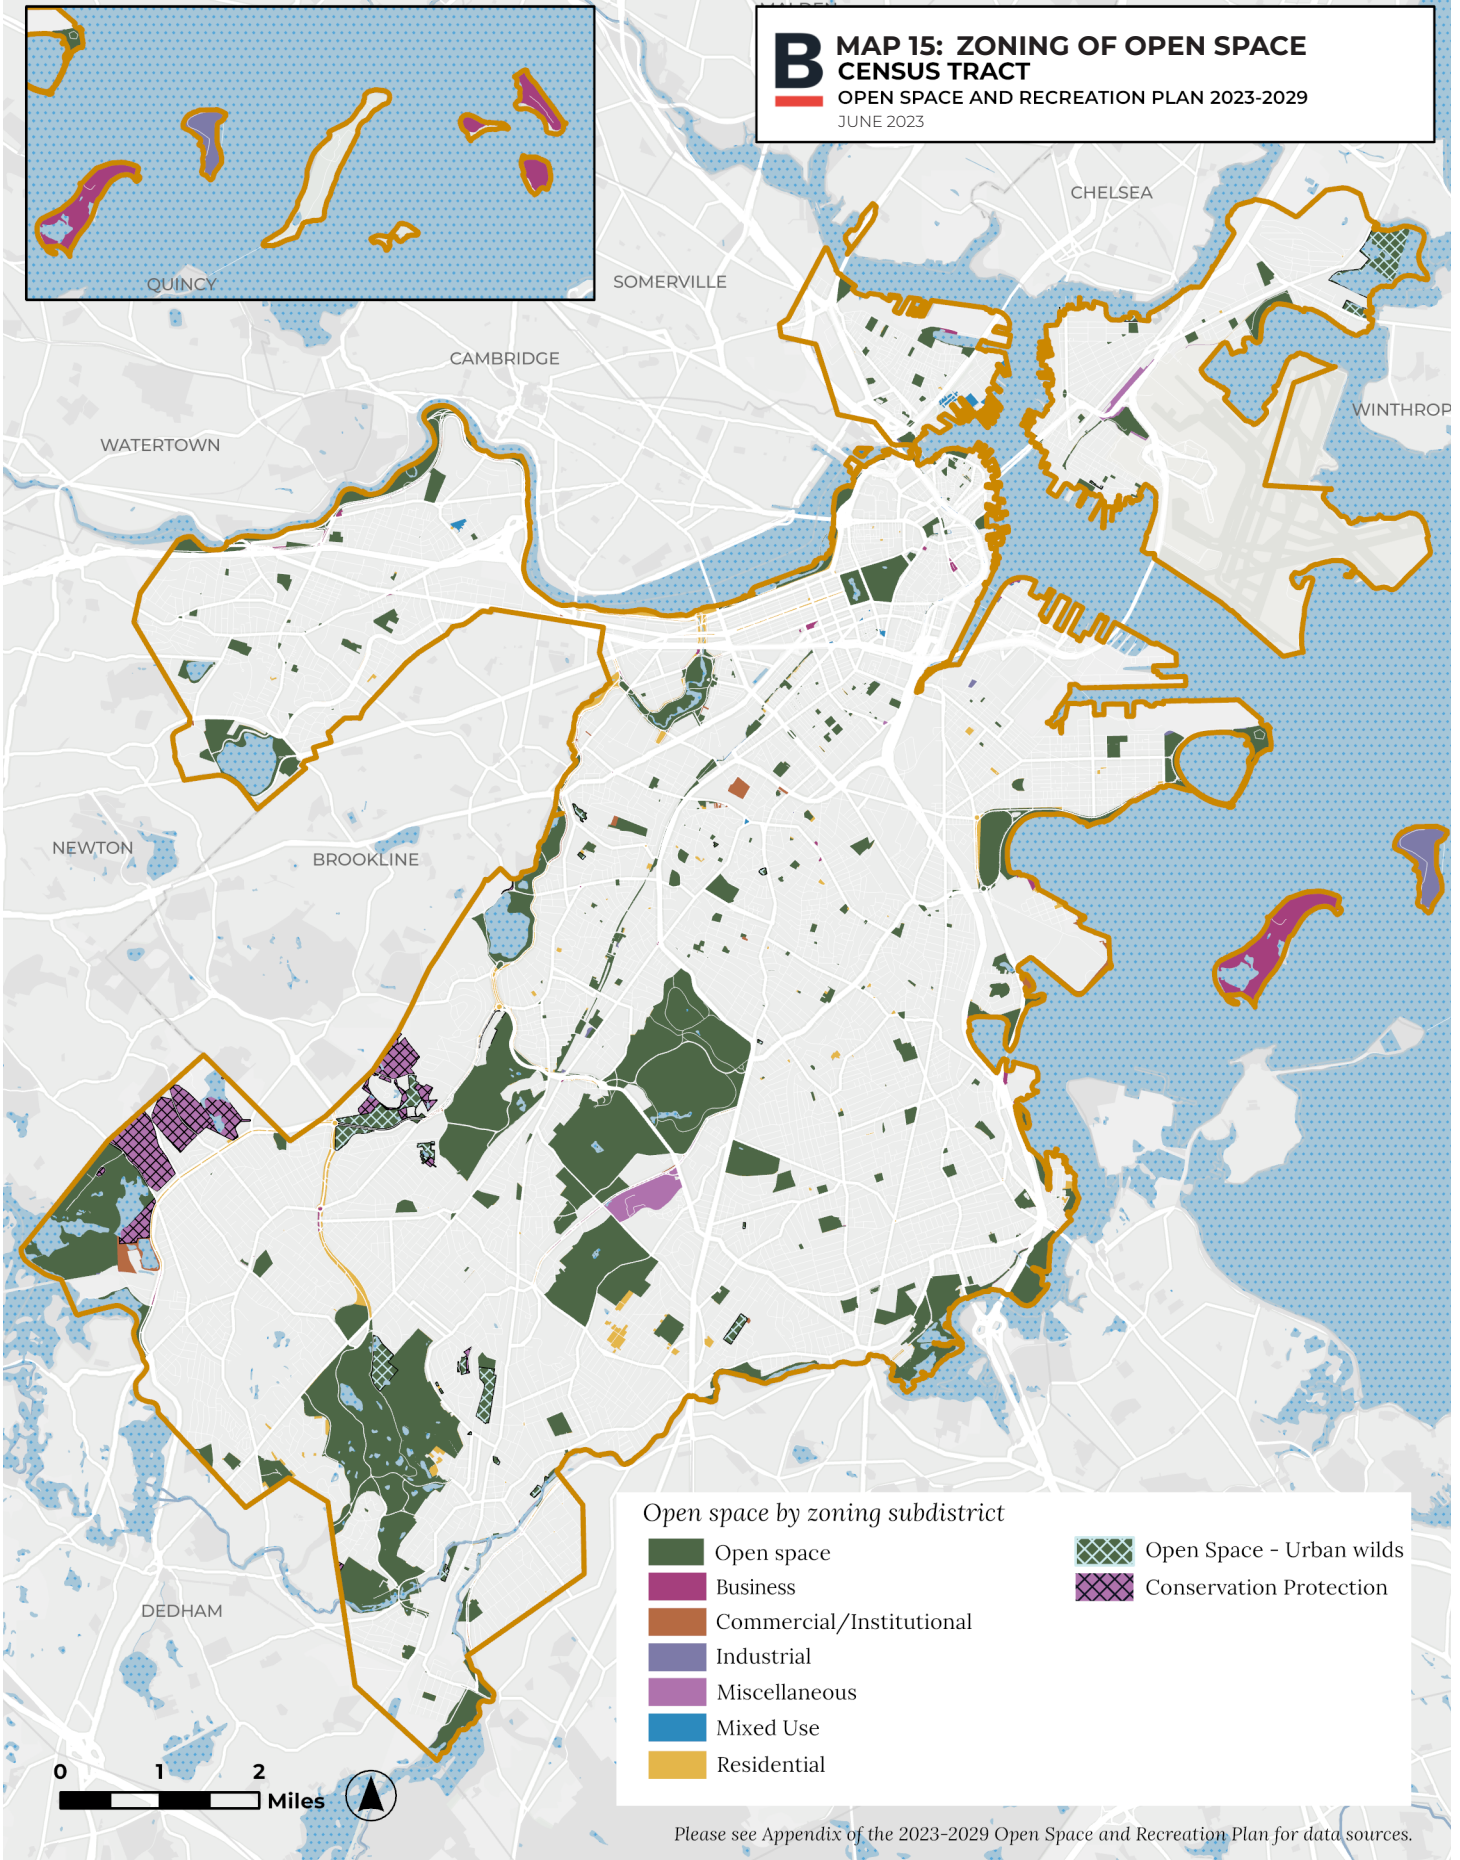 B
MAP 15: ZONING OF OPEN SPACE
CENSUS TRACT
OPEN SPACE AND RECREATION PLAN 2023-2029
JUNE 2023
QUINCY
CHELSEA
SOMERVILLE
CAMBRIDGE
WINTHROP
WATERTOWN
NEWTON
BROOKLINE
DEDHAM
Open space by zoning subdistrict
Open space
Business
Commercial/Institutional
Industrial
Miscellaneous
Mixed Use
Residential
Open Space - Urban wilds
Conservation Protection
0 1 2
Miles
Please see Appendix of the 2023-2029 Open Space and Recreation Plan for data sources.